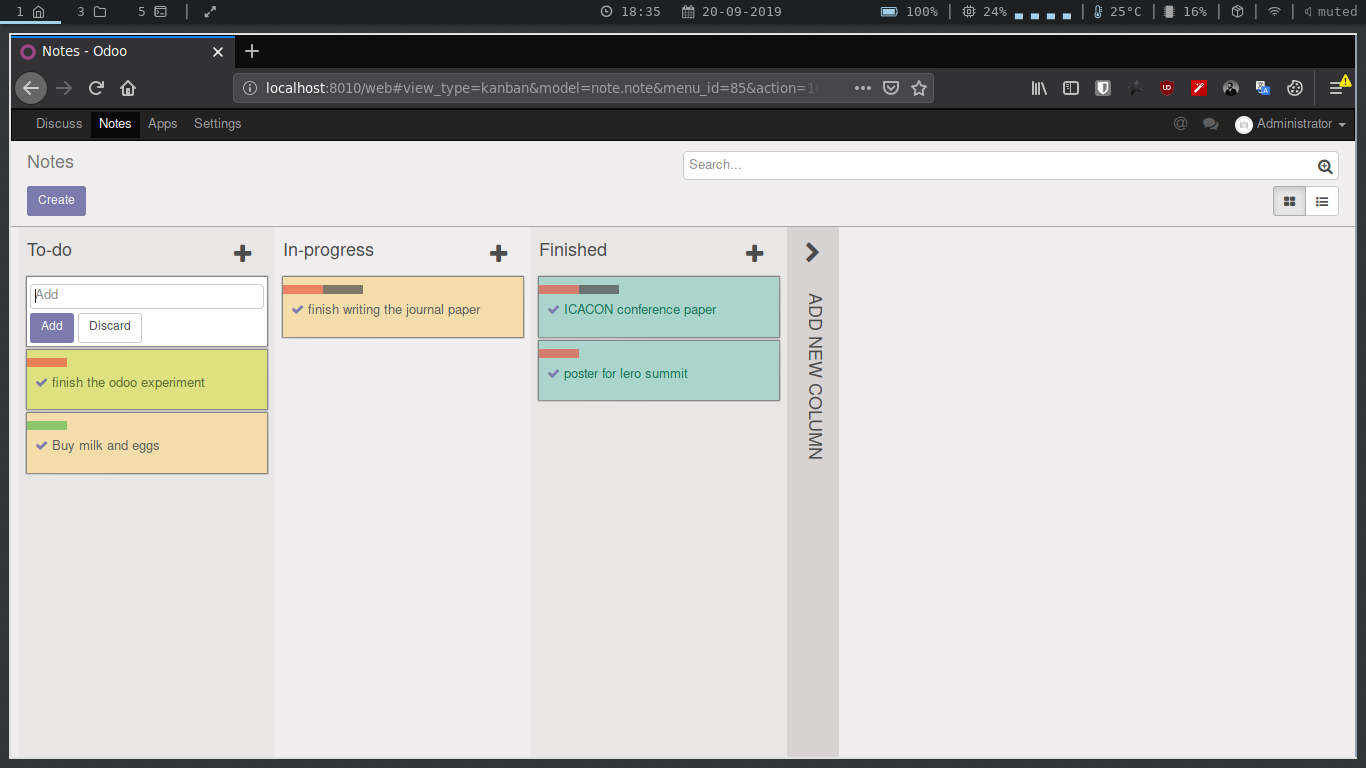 1 3 5 18:35 20-09-2019 100% 24% 25°C 16% muted
Notes - Odoo
localhost:8010/web#view_type=kanban&model=note.note&menu_id=85&action=1
Discuss Notes Apps Settings @ Administrator
Notes
Search...
Create
To-do
Add
Add Discard
finish the odoo experiment
Buy milk and eggs
In-progress
finish writing the journal paper
Finished
ICACON conference paper
poster for lero summit
ADD NEW COLUMN